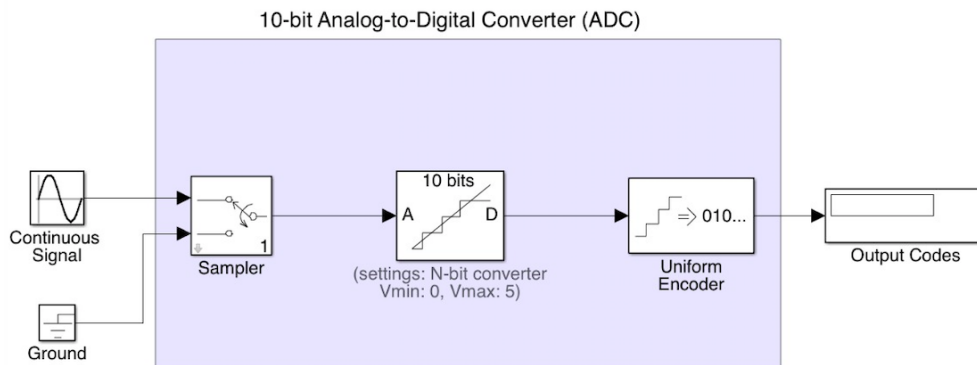 10-bit Analog-to-Digital Converter (ADC)
Continuous
Signal
Ground
1
Sampler
10 bits
A
D
(settings: N-bit converter
Vmin: 0, Vmax: 5)
⇒ 010...
Uniform
Encoder
Output Codes